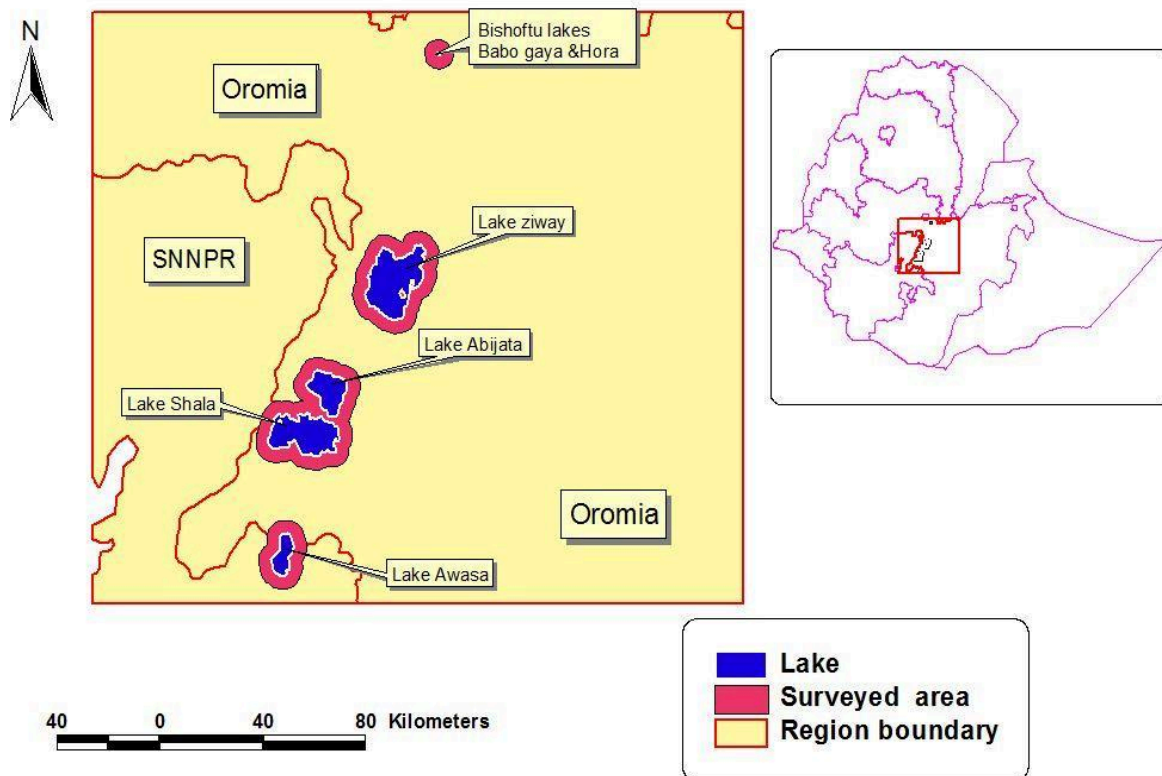 N
Bishoftu lakes
Babo gaya &Hora
Oromia
Lake ziway
SNNPR
Lake Abijata
Lake Shala
Oromia
Lake Awasa
Lake
Surveyed area
Region boundary
40 0 40 80 Kilometers